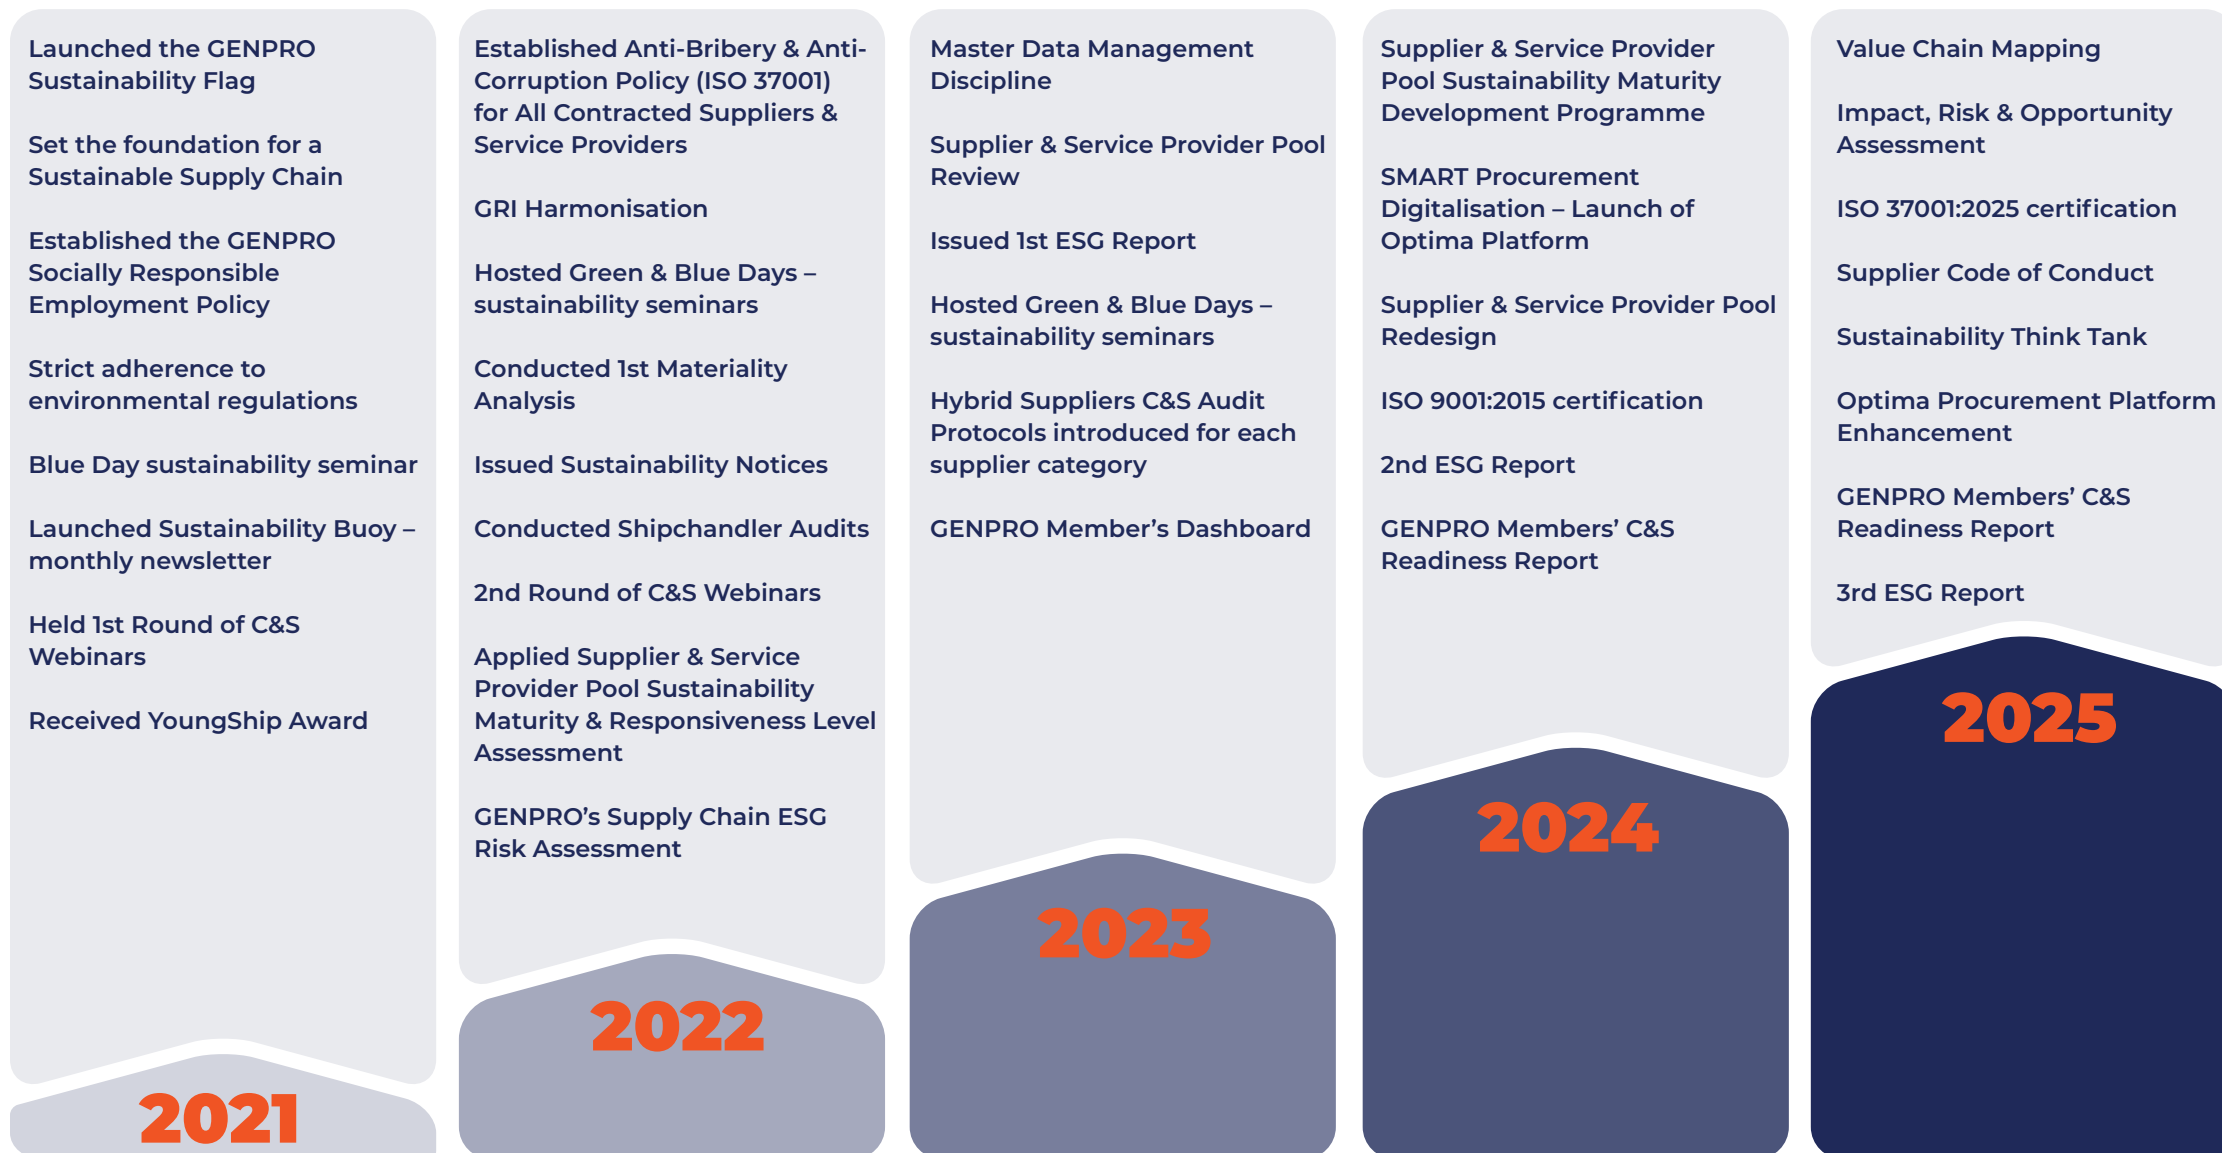 Launched the GENPRO
Sustainability Flag
Set the foundation for a
Sustainable Supply Chain
Established the GENPRO
Socially Responsible
Employment Policy
Strict adherence to
environmental regulations
Blue Day sustainability seminar
Launched Sustainability Buoy –
monthly newsletter
Held 1st Round of C&S
Webinars
Received YoungShip Award
2021
Established Anti-Bribery & Anti-
Corruption Policy (ISO 37001)
for All Contracted Suppliers &
Service Providers
GRI Harmonisation
Hosted Green & Blue Days –
sustainability seminars
Conducted 1st Materiality
Analysis
Issued Sustainability Notices
Conducted Shipchandler Audits
2nd Round of C&S Webinars
Applied Supplier & Service
Provider Pool Sustainability
Maturity & Responsiveness Level
Assessment
GENPRO’s Supply Chain ESG
Risk Assessment
2022
Master Data Management
Discipline
Supplier & Service Provider Pool
Review
Issued 1st ESG Report
Hosted Green & Blue Days –
sustainability seminars
Hybrid Suppliers C&S Audit
Protocols introduced for each
supplier category
GENPRO Member’s Dashboard
2023
Supplier & Service Provider
Pool Sustainability Maturity
Development Programme
SMART Procurement
Digitalisation – Launch of
Optima Platform
Supplier & Service Provider Pool
Redesign
ISO 9001:2015 certification
2nd ESG Report
GENPRO Members’ C&S
Readiness Report
2024
Value Chain Mapping
Impact, Risk & Opportunity
Assessment
ISO 37001:2025 certification
Supplier Code of Conduct
Sustainability Think Tank
Optima Procurement Platform
Enhancement
GENPRO Members’ C&S
Readiness Report
3rd ESG Report
2025